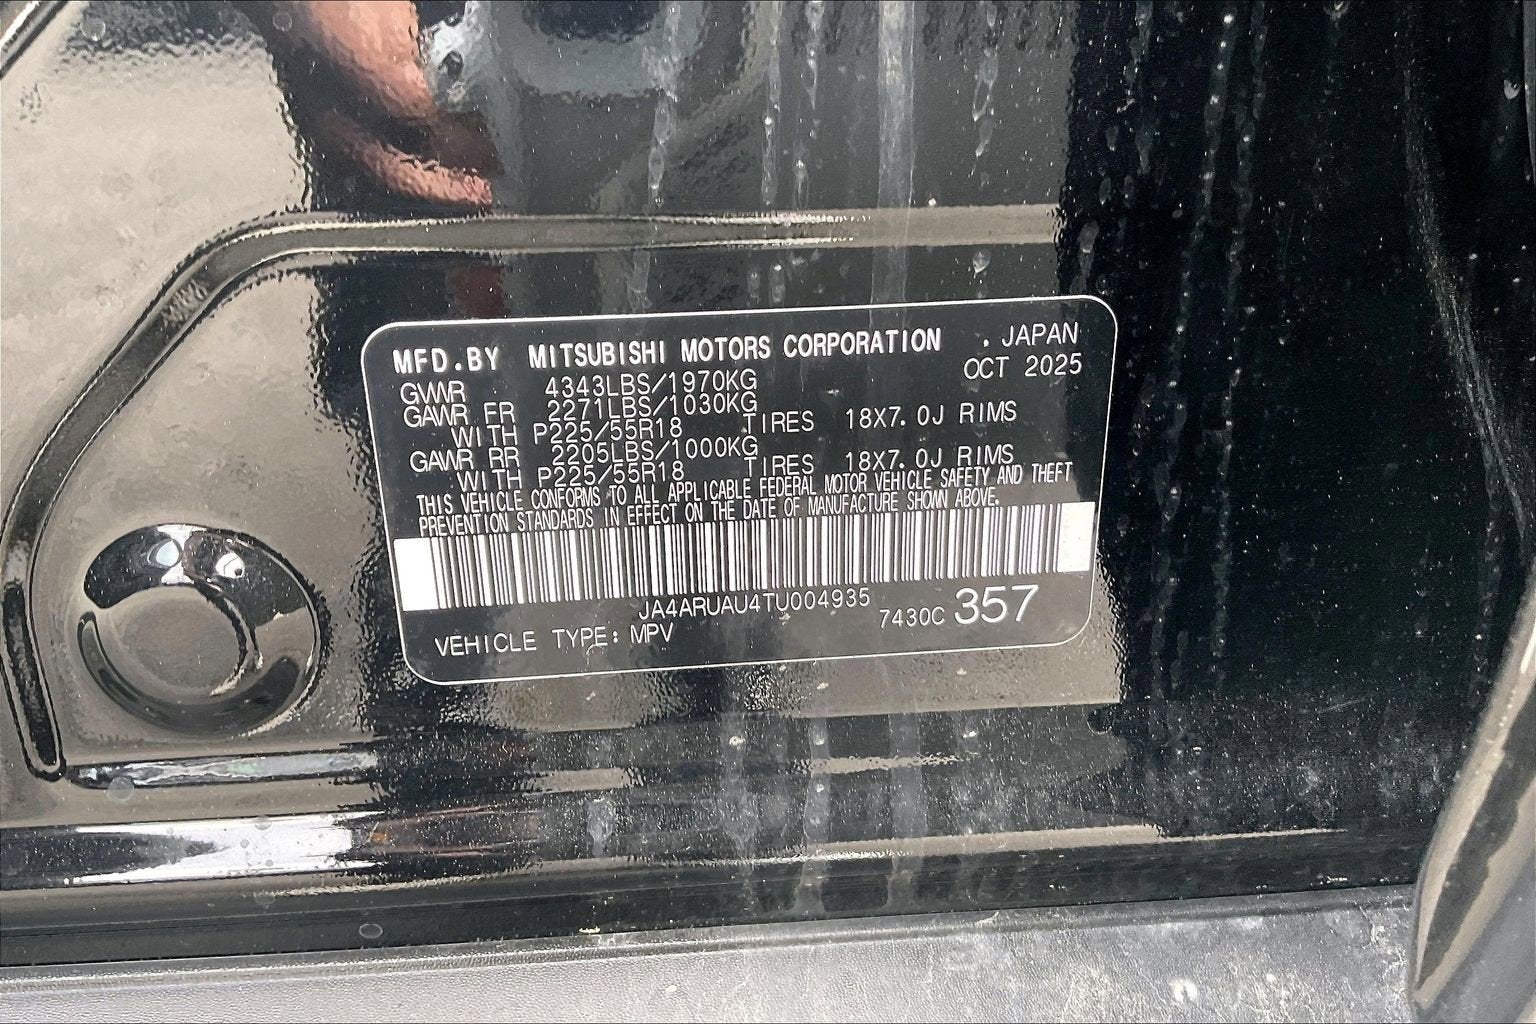 MFD.BY MITSUBISHI MOTORS CORPORATION . JAPAN
OCT 2025
GVWR 4343LBS/1970KG
GAWR FR 2271LBS/1030KG
WITH P225/55R18 TIRES 18X7.0J RIMS
GAWR RR 2205LBS/1000KG
WITH P225/55R18 TIRES 18X7.0J RIMS
THIS VEHICLE CONFORMS TO ALL APPLICABLE FEDERAL MOTOR VEHICLE SAFETY AND THEFT
PREVENTION STANDARDS IN EFFECT ON THE DATE OF MANUFACTURE SHOWN ABOVE.
JA4ARUAU4TU004935 7430C 357
VEHICLE TYPE: MPV